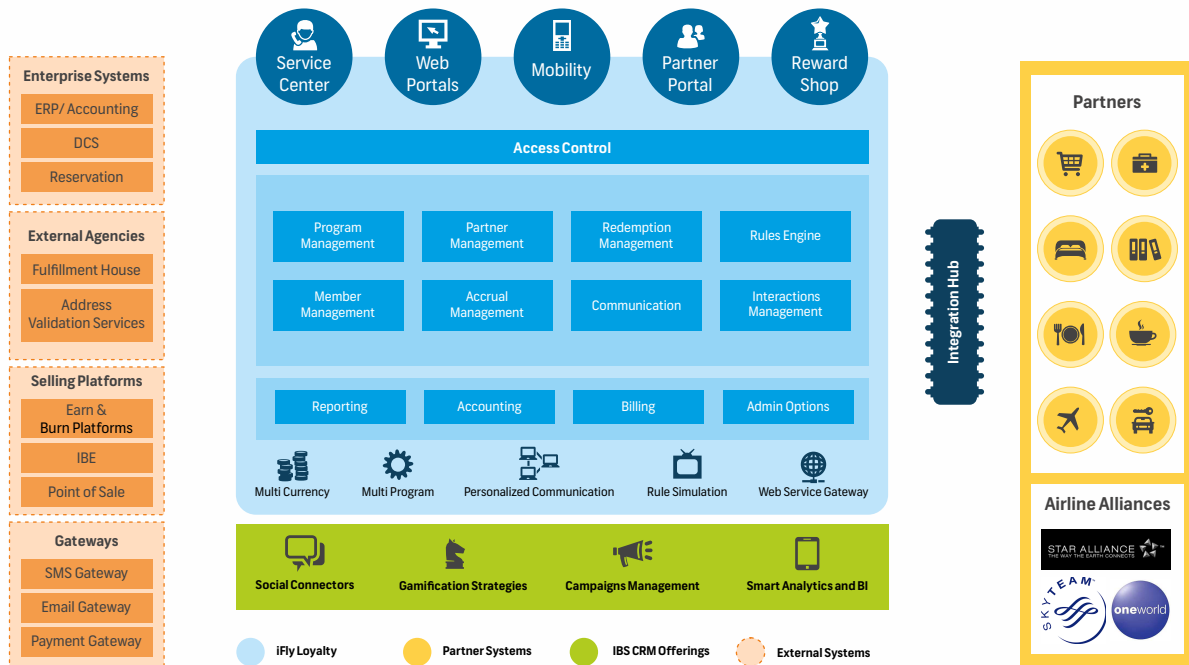 Enterprise Systems
ERP/ Accounting
DCS
Reservation
External Agencies
Fulfillment House
Address
Validation Services
Selling Platforms
Earn &
Burn Platforms
IBE
Point of Sale
Gateways
SMS Gateway
Email Gateway
Payment Gateway
Service
Center
Web
Portals
Mobility
Partner
Portal
Reward
Shop
Access Control
Program
Management
Partner
Management
Redemption
Management
Rules Engine
Member
Management
Accrual
Management
Communication
Interactions
Management
Reporting
Accounting
Billing
Admin Options
Multi Currency
Multi Program
Personalized Communication
Rule Simulation
Web Service Gateway
Social Connectors
Gamification Strategies
Campaigns Management
Smart Analytics and BI
iFly Loyalty
Partner Systems
IBS CRM Offerings
External Systems
Integration Hub
Partners
Airline Alliances
STAR ALLIANCE
THE WAY THE EARTH CONNECTS
TM
SKYTEAM
oneworld